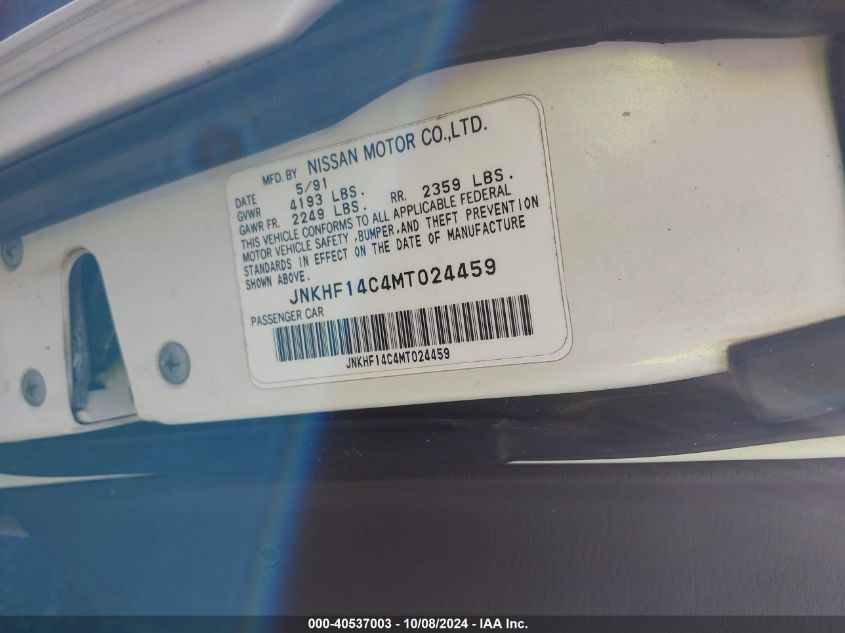 MFD. BY NISSAN MOTOR CO.,LTD.
DATE 5/91
GVWR 4193 LBS.
GAWR FR. 2249 LBS. RR. 2359 LBS.
THIS VEHICLE CONFORMS TO ALL APPLICABLE FEDERAL
MOTOR VEHICLE SAFETY ,BUMPER,AND THEFT PREVENTION
STANDARDS IN EFFECT ON THE DATE OF MANUFACTURE
SHOWN ABOVE.
JNKHF14C4MT024459
PASSENGER CAR
JNKHF14C4MT024459
000-40537003 - 10/08/2024 - IAA Inc.